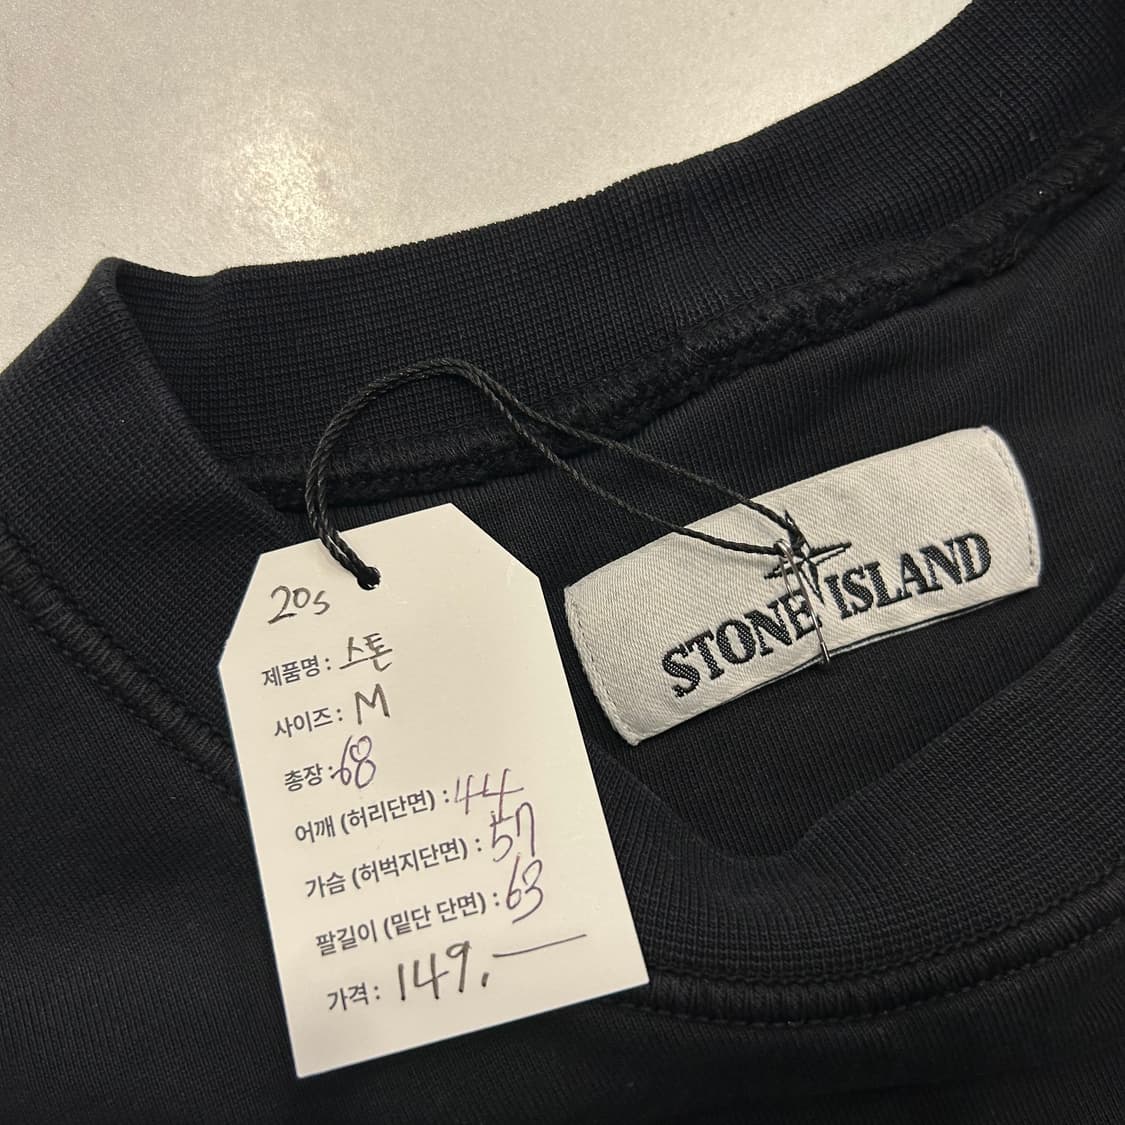 20s
제품명: 스톤
사이즈: M
총장: 68
어깨 (허리단면) : 44
가슴 (허벅지단면) : 57
팔길이 (밑단 단면) : 63
가격: 149,—
STONE ISLAND